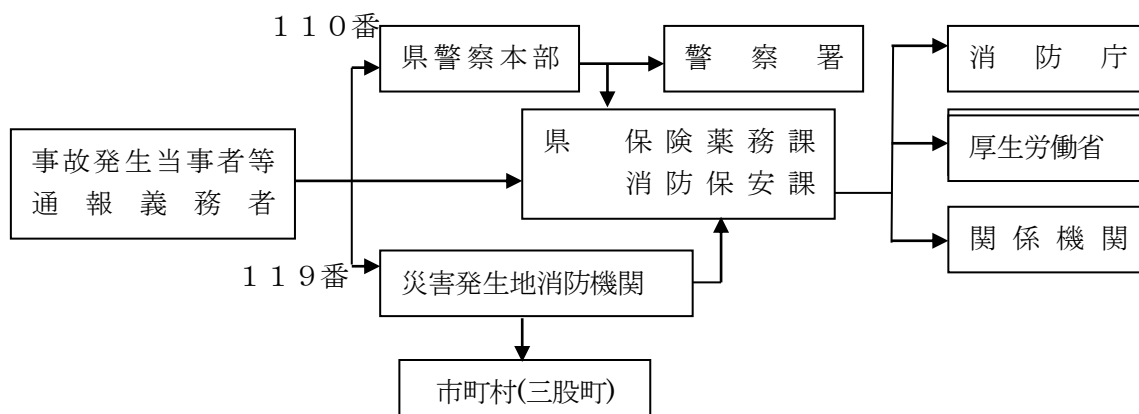 １１０番
県警察本部
警察署
消防庁
事故発生当事者等
通報義務者
県 保険薬務課
消防保安課
厚生労働省
関係機関
１１９番
災害発生地消防機関
市町村(三股町)